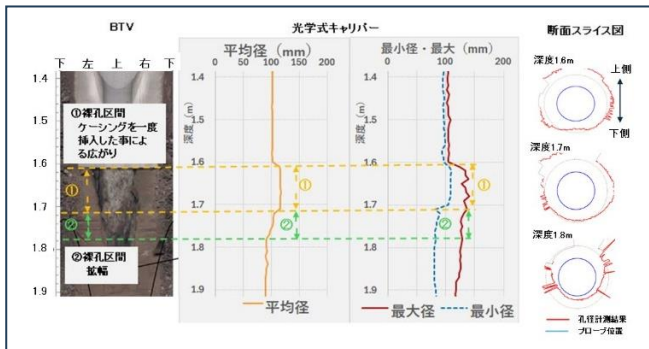 BTV
下 左 上 右 下
1.4
1.5
1.6
1.7
1.8
1.9
①裸孔区間
ケーシングを一度
挿入した事によ
る広がり
①
②
②裸孔区間
拡幅
光学式キャリパー
平均径 (mm)
0 100 200
深度(m)
1.4
1.5
1.6
1.7
1.8
1.9
①
②
平均径
最小径・最大 (mm)
0 100 200
深度(m)
1.4
1.5
1.6
1.7
1.8
1.9
①
②
最大径 最小径
断面スライス図
深度1.6m
上側
下側
深度1.7m
深度1.8m
孔径計測結果
プローブ位置